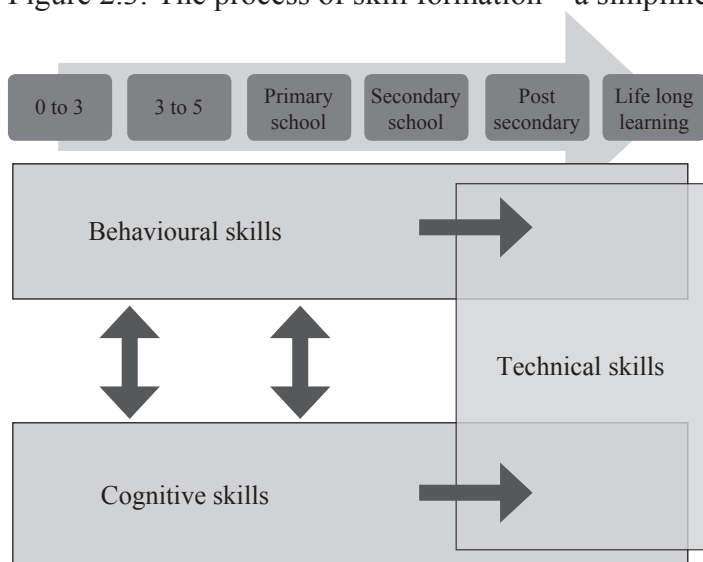 Figure 2.3: The process of skill formation – a simplifie
0 to 3
3 to 5
Primary
school
Secondary
school
Post
secondary
Life long
learning
Behavioural skills
Technical skills
Cognitive skills